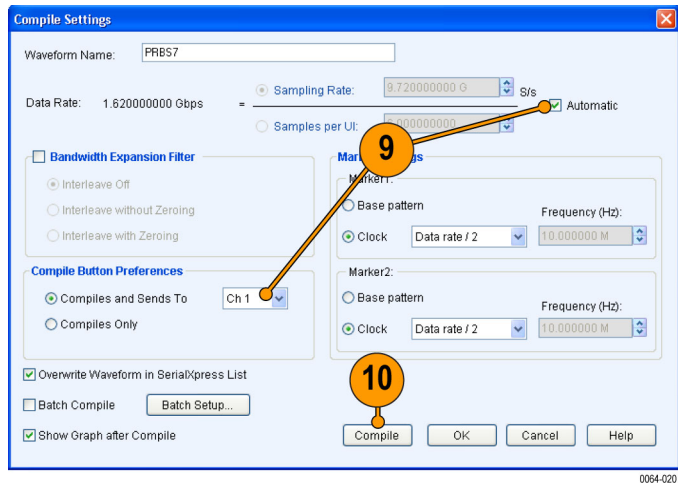 Compile Settings
Waveform Name: PRBS7
Sampling Rate: 9.720000000 G S/s
Data Rate: 1.620000000 Gbps = Automatic
Samples per UI: 6.000000000
9
Bandwidth Expansion Filter
Interleave Off
Interleave without Zeroing
Interleave with Zeroing
Marker1:
Base pattern Frequency (Hz):
Clock Data rate / 2 10.000000 M
Compile Button Preferences
Compiles and Sends To Ch 1
Compiles Only
Marker2:
Base pattern Frequency (Hz):
Clock Data rate / 2 10.000000 M
Overwrite Waveform in SerialXpress List
10
Batch Compile Batch Setup...
Show Graph after Compile
Compile OK Cancel Help
0064-020